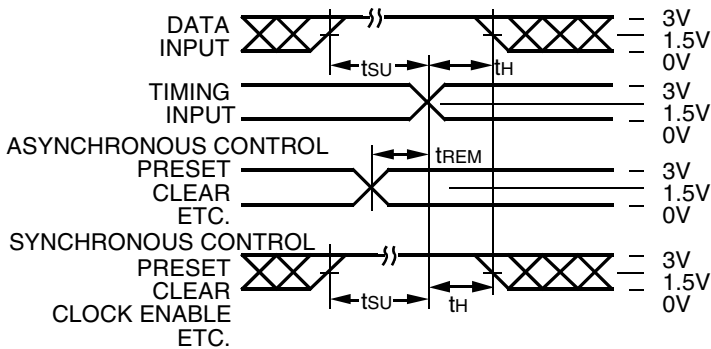 DATA
INPUT
3V
1.5V
0V
tSU
tH
TIMING
INPUT
3V
1.5V
0V
ASYNCHRONOUS CONTROL
PRESET
CLEAR
ETC.
tREM
3V
1.5V
0V
SYNCHRONOUS CONTROL
PRESET
CLEAR
CLOCK ENABLE
ETC.
tSU
tH
3V
1.5V
0V